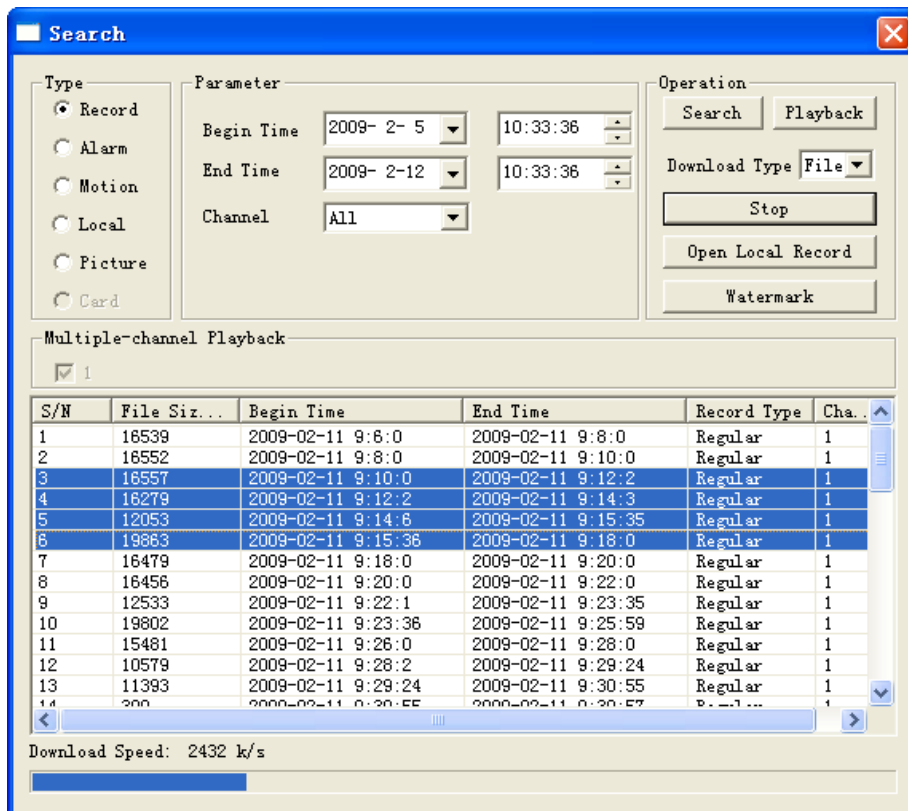 Search
Type
Record
Alarm
Motion
Local
Picture
Card
Parameter
Begin Time 2009- 2- 5 10:33:36
End Time 2009- 2-12 10:33:36
Channel All
Operation
Search Playback
Download Type File
Stop
Open Local Record
Watermark
Multiple-channel Playback
1
S/N File Siz... Begin Time End Time Record Type Cha..
1 16539 2009-02-11 9:6:0 2009-02-11 9:8:0 Regular 1
2 16552 2009-02-11 9:8:0 2009-02-11 9:10:0 Regular 1
3 16557 2009-02-11 9:10:0 2009-02-11 9:12:2 Regular 1
4 16279 2009-02-11 9:12:2 2009-02-11 9:14:3 Regular 1
5 12053 2009-02-11 9:14:6 2009-02-11 9:15:35 Regular 1
6 19863 2009-02-11 9:15:36 2009-02-11 9:18:0 Regular 1
7 16479 2009-02-11 9:18:0 2009-02-11 9:20:0 Regular 1
8 16456 2009-02-11 9:20:0 2009-02-11 9:22:0 Regular 1
9 12533 2009-02-11 9:22:1 2009-02-11 9:23:35 Regular 1
10 19802 2009-02-11 9:23:36 2009-02-11 9:25:59 Regular 1
11 15481 2009-02-11 9:26:0 2009-02-11 9:28:0 Regular 1
12 10579 2009-02-11 9:28:2 2009-02-11 9:29:24 Regular 1
13 11393 2009-02-11 9:29:24 2009-02-11 9:30:55 Regular 1
Download Speed: 2432 k/s